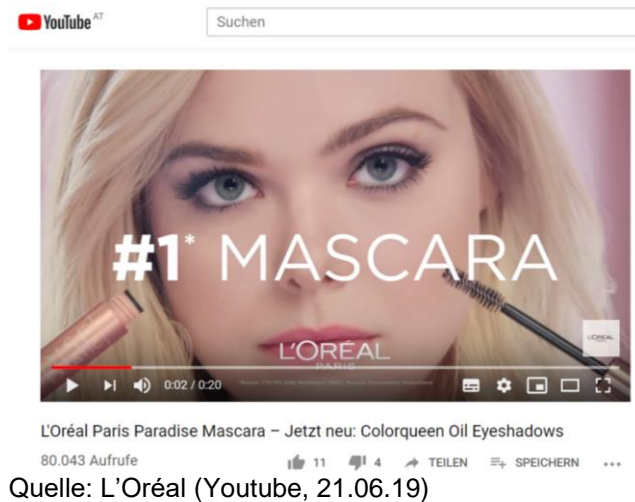 YouTube AT
Suchen
#1* MASCARA
L'ORÉAL
PARIS
L'ORÉAL
0:02 / 0:20
L'Oréal Paris Paradise Mascara – Jetzt neu: Colorqueen Oil Eyeshadows
80.043 Aufrufe
11
4
TEILEN
SPEICHERN
Quelle: L’Oréal (Youtube, 21.06.19)